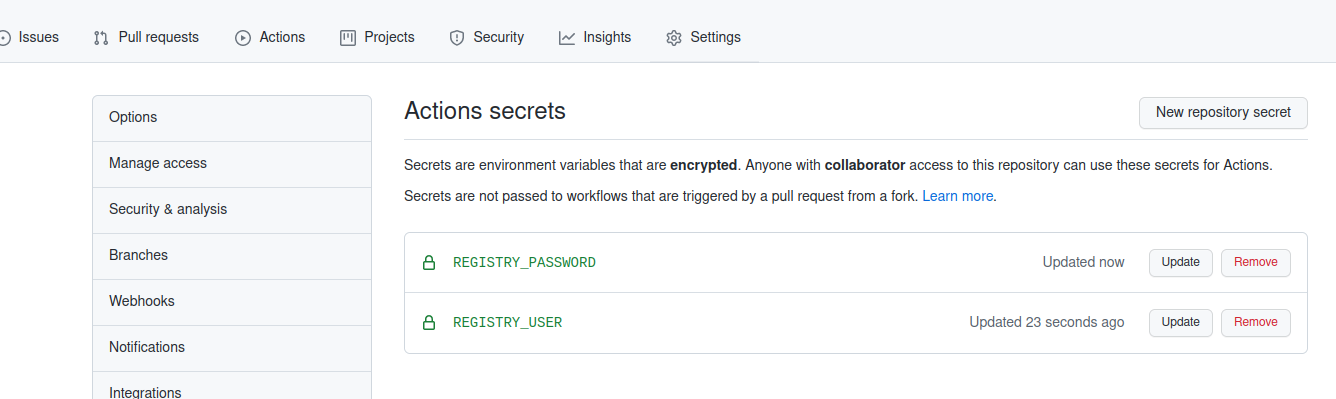 Issues Pull requests Actions Projects Security Insights Settings
Options
Manage access
Security & analysis
Branches
Webhooks
Notifications
Integrations
Actions secrets New repository secret
Secrets are environment variables that are encrypted. Anyone with collaborator access to this repository can use these secrets for Actions.
Secrets are not passed to workflows that are triggered by a pull request from a fork. Learn more.
REGISTRY_PASSWORD Updated now Update Remove
REGISTRY_USER Updated 23 seconds ago Update Remove